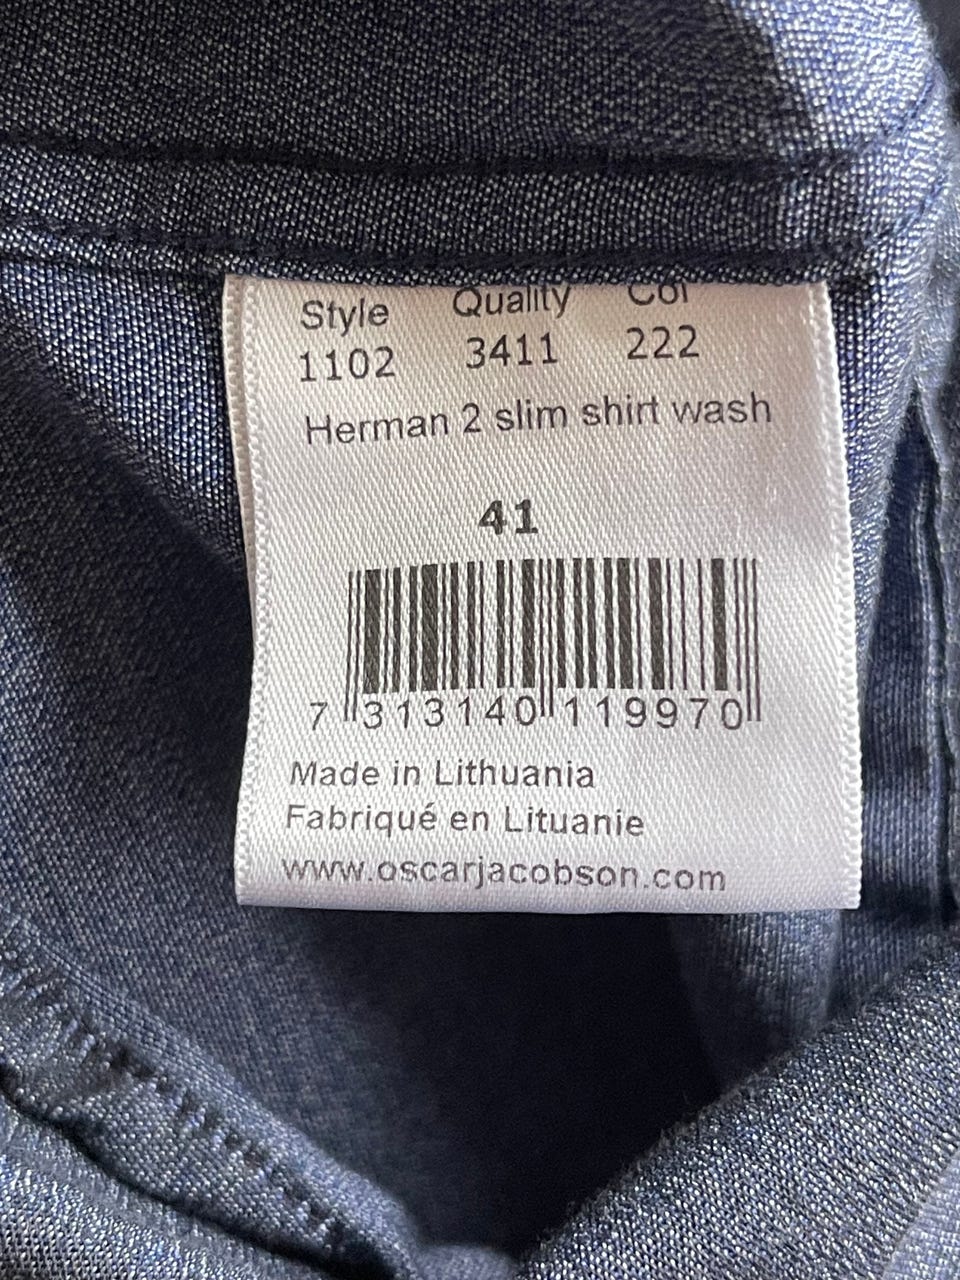 Style Quality Col
1102 3411 222
Herman 2 slim shirt wash
41
7 313140 119970
Made in Lithuania
Fabriqué en Lituanie
www.oscarjacobson.com